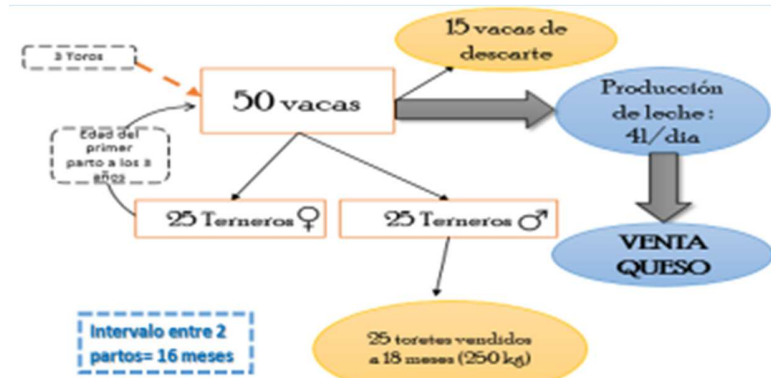 15 vacas de
descarte
3 Toros
50 vacas
Producción
de leche:
4l/dia
Edad del
primer
parto a los 3
años
25 Terneros ♀
25 Terneros ♂
VENTA
QUESO
Intervalo entre 2
partos= 16 meses
25 toretes vendidos
a 18 meses (250 kg)